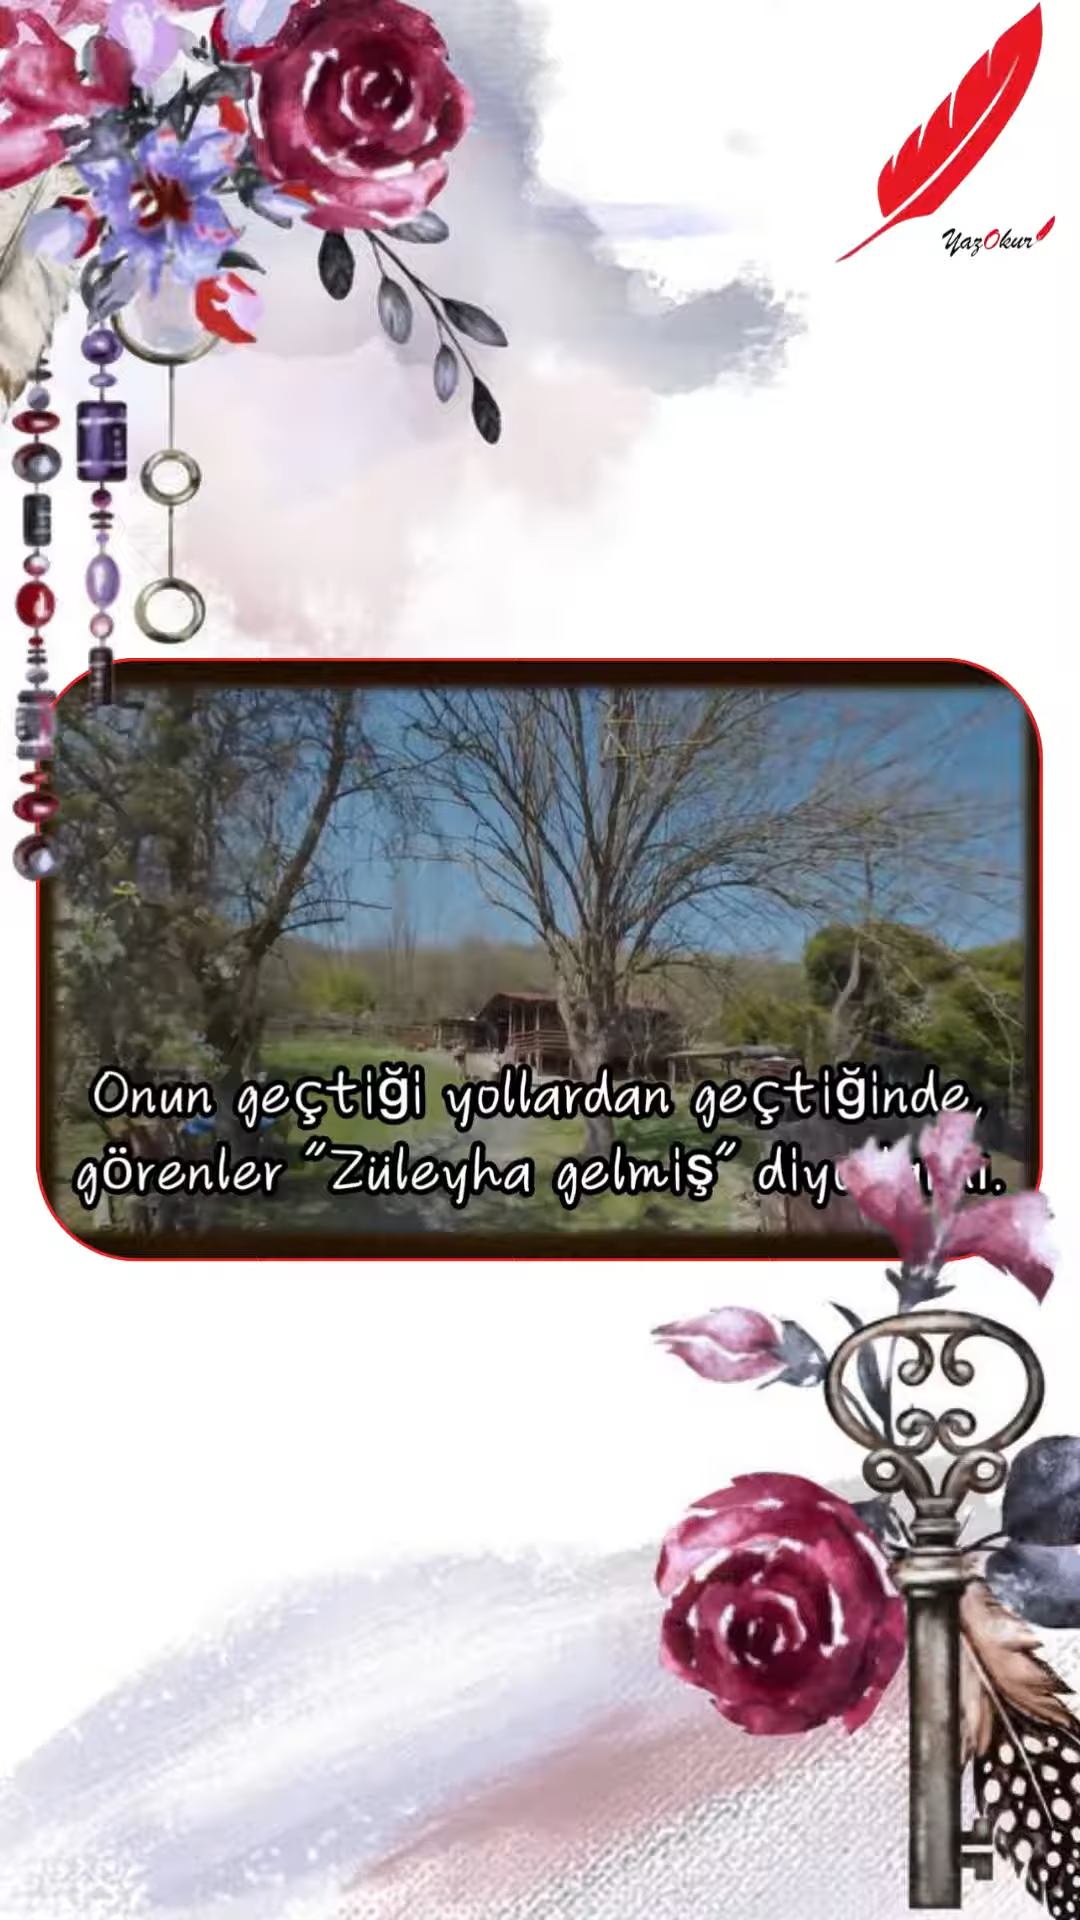 YazOkur
Onun geçtiği yollardan geçtiğinde,
görenler "Züleyha gelmiş"